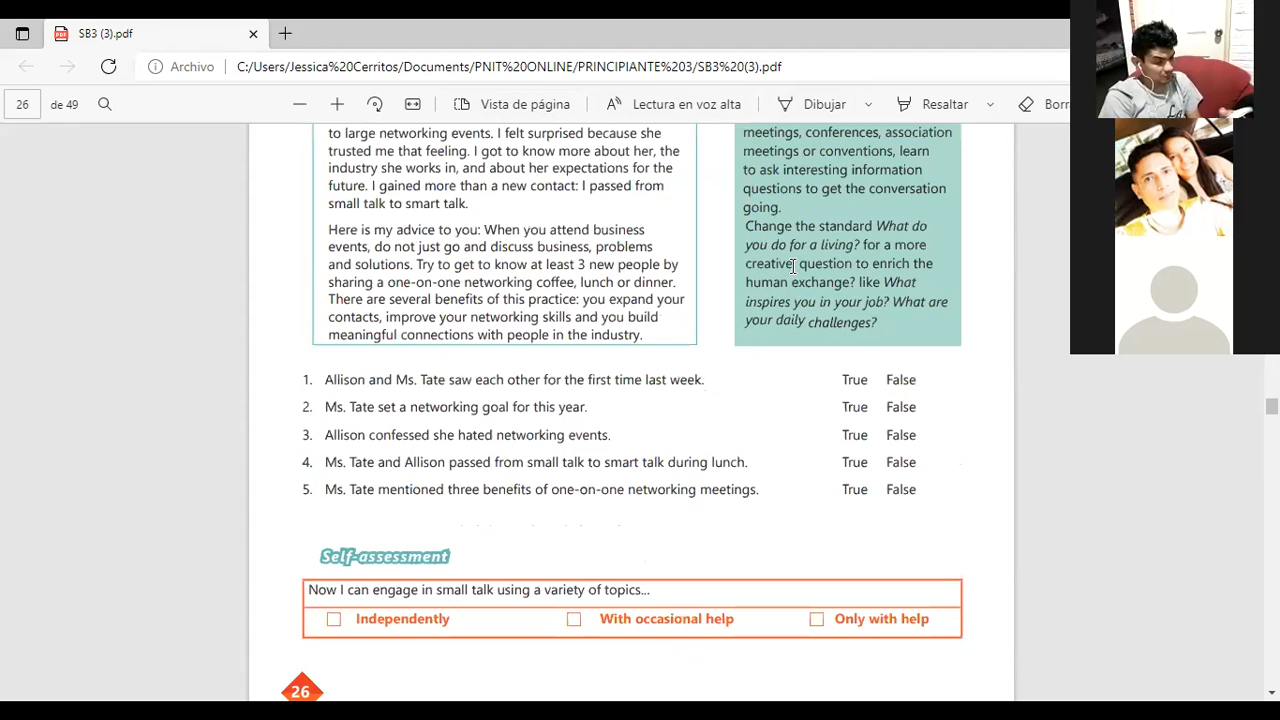 SB3 (3).pdf
Archivo
C:/Users/Jessica%20Cerritos/Documents/PNIT%20ONLINE/PRINCIPIANTE%203/SB3%20(3).pdf
26 de 49
Vista de página
Lectura en voz alta
Dibujar
Resaltar
Borr
to large networking events. I felt surprised because she
trusted me that feeling. I got to know more about her, the
industry she works in, and about her expectations for the
future. I gained more than a new contact: I passed from
small talk to smart talk.
Here is my advice to you: When you attend business
events, do not just go and discuss business, problems
and solutions. Try to get to know at least 3 new people by
sharing a one-on-one networking coffee, lunch or dinner.
There are several benefits of this practice: you expand your
contacts, improve your networking skills and you build
meaningful connections with people in the industry.
meetings, conferences, association
meetings or conventions, learn
to ask interesting information
questions to get the conversation
going.
Change the standard What do
you do for a living? for a more
creative question to enrich the
human exchange? like What
inspires you in your job? What are
your daily challenges?
1. Allison and Ms. Tate saw each other for the first time last week. True False
2. Ms. Tate set a networking goal for this year. True False
3. Allison confessed she hated networking events. True False
4. Ms. Tate and Allison passed from small talk to smart talk during lunch. True False
5. Ms. Tate mentioned three benefits of one-on-one networking meetings. True False
Self-assessment
Now I can engage in small talk using a variety of topics...
Independently
With occasional help
Only with help
26